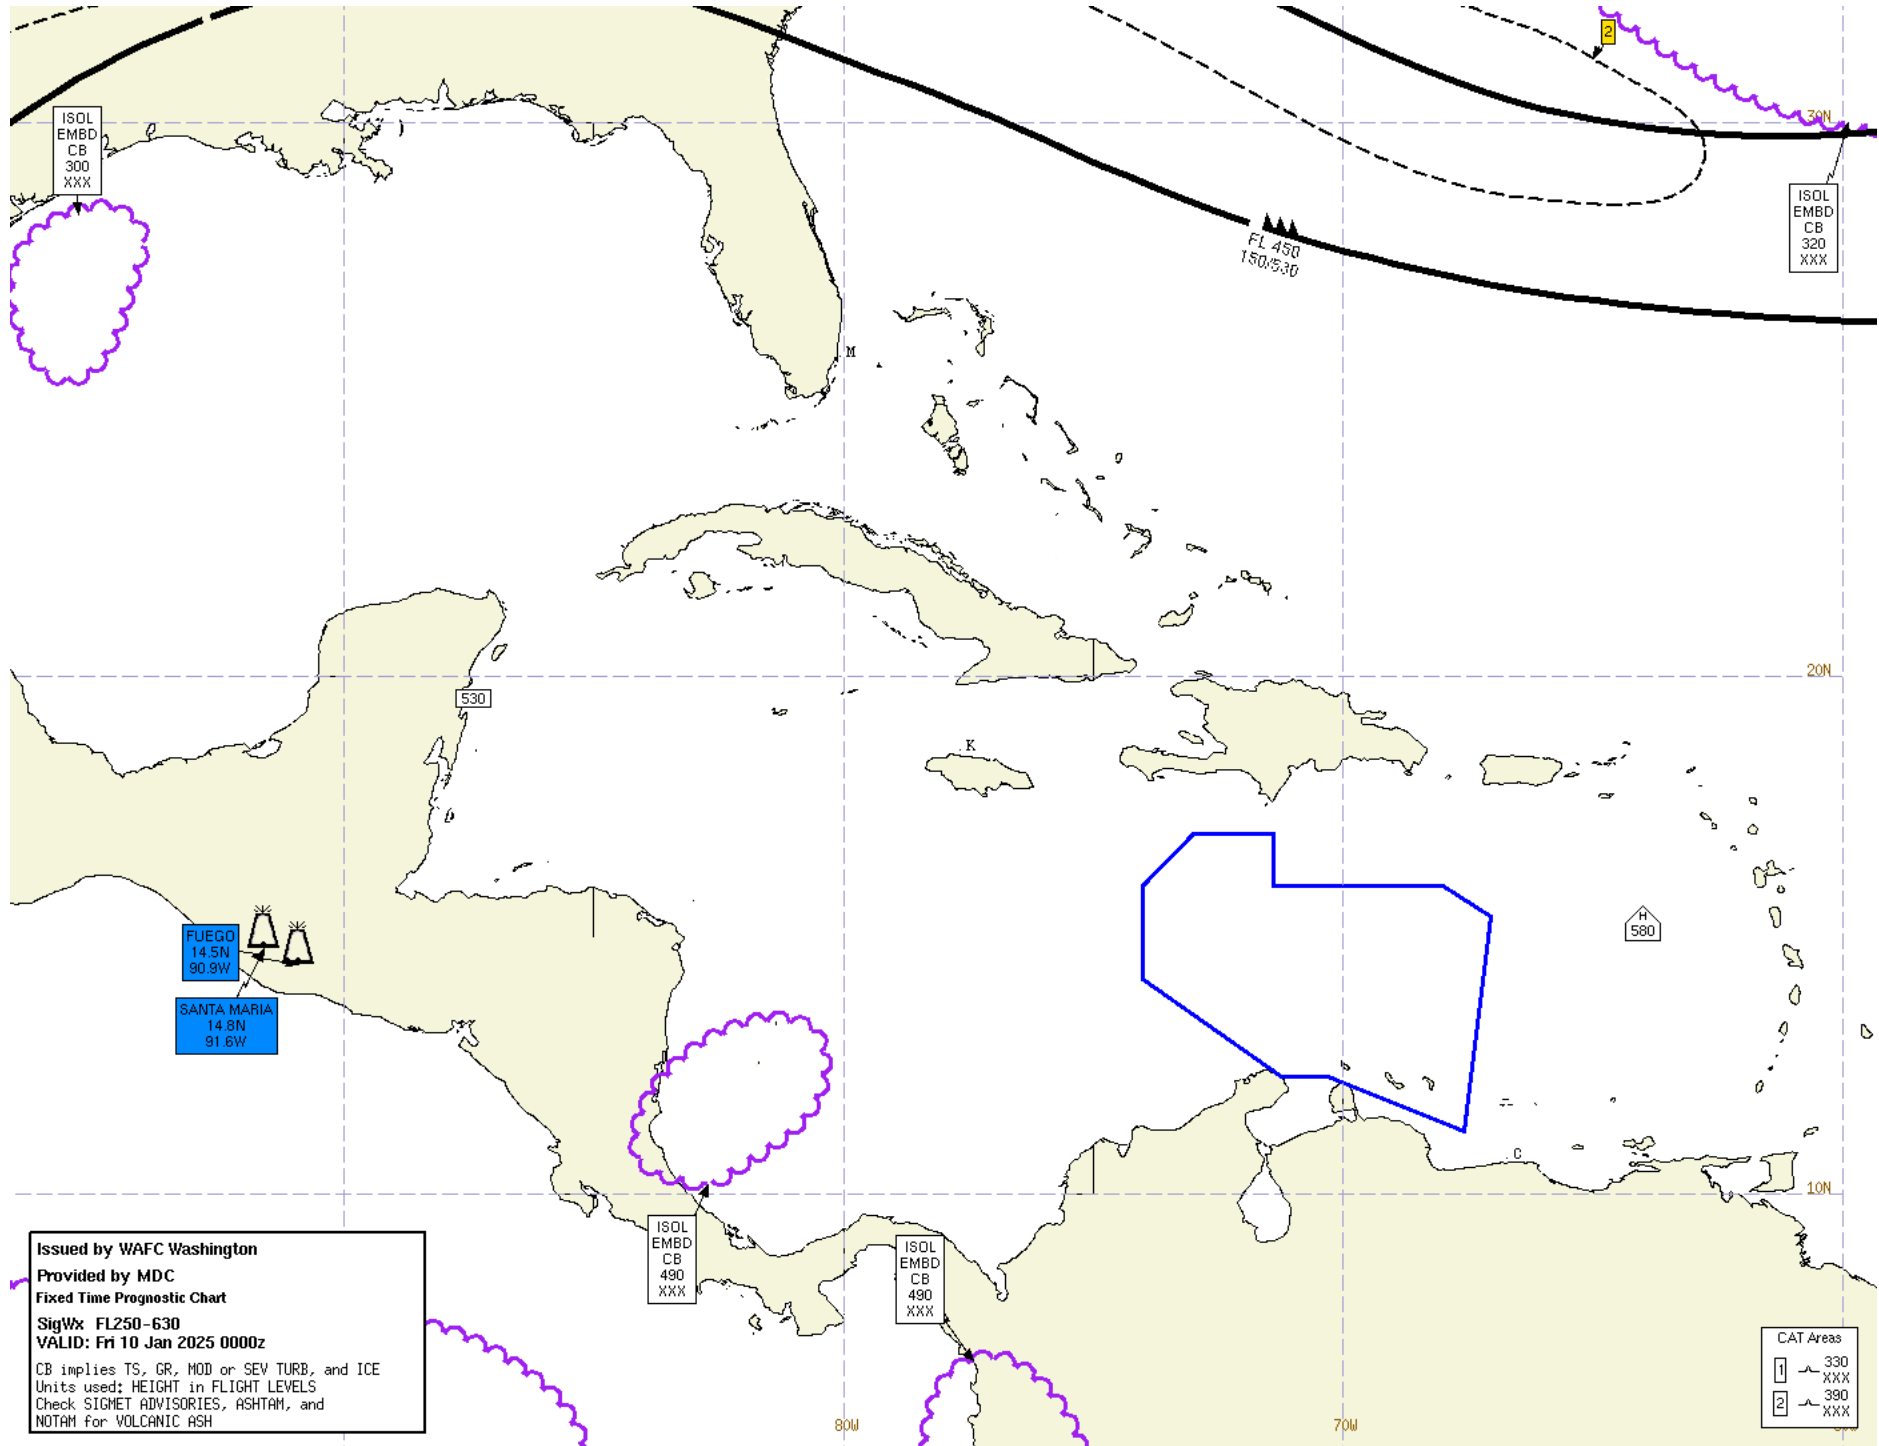 2
30N
ISOL
EMBD
CB
300
XXX
ISOL
EMBD
CB
320
XXX
FL 450
150/530
M
20N
530
K
H
580
FUEGO
14.5N
90.9W
SANTA MARIA
14.8N
91.6W
C
10N
ISOL
EMBD
CB
490
XXX
ISOL
EMBD
CB
490
XXX
Issued by WAFC Washington
Provided by MDC
Fixed Time Prognostic Chart
SigWx FL250-630
VALID: Fri 10 Jan 2025 0000z
CB implies TS, GR, MOD or SEV TURB, and ICE
Units used: HEIGHT in FLIGHT LEVELS
Check SIGMET ADVISORIES, ASHTAM, and
NOTAM for VOLCANIC ASH
CAT Areas
1 330
XXX
2 390
XXX
80W
70W